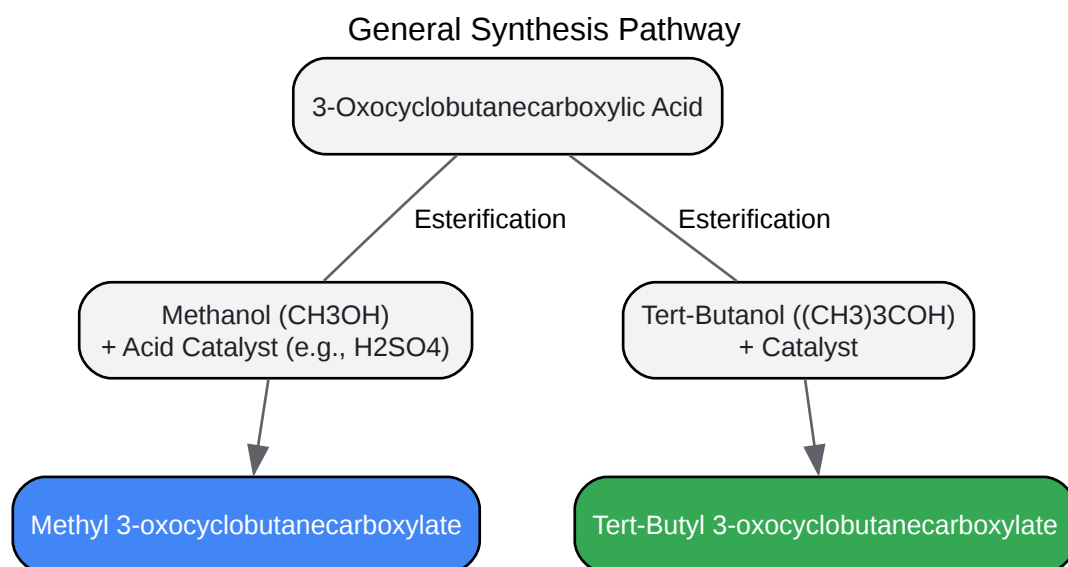 General Synthesis Pathway
3-Oxocyclobutanecarboxylic Acid
Esterification
Esterification
Methanol (CH3OH)
+ Acid Catalyst (e.g., H2SO4)
Tert-Butanol ((CH3)3COH)
+ Catalyst
Methyl 3-oxocyclobutanecarboxylate
Tert-Butyl 3-oxocyclobutanecarboxylate